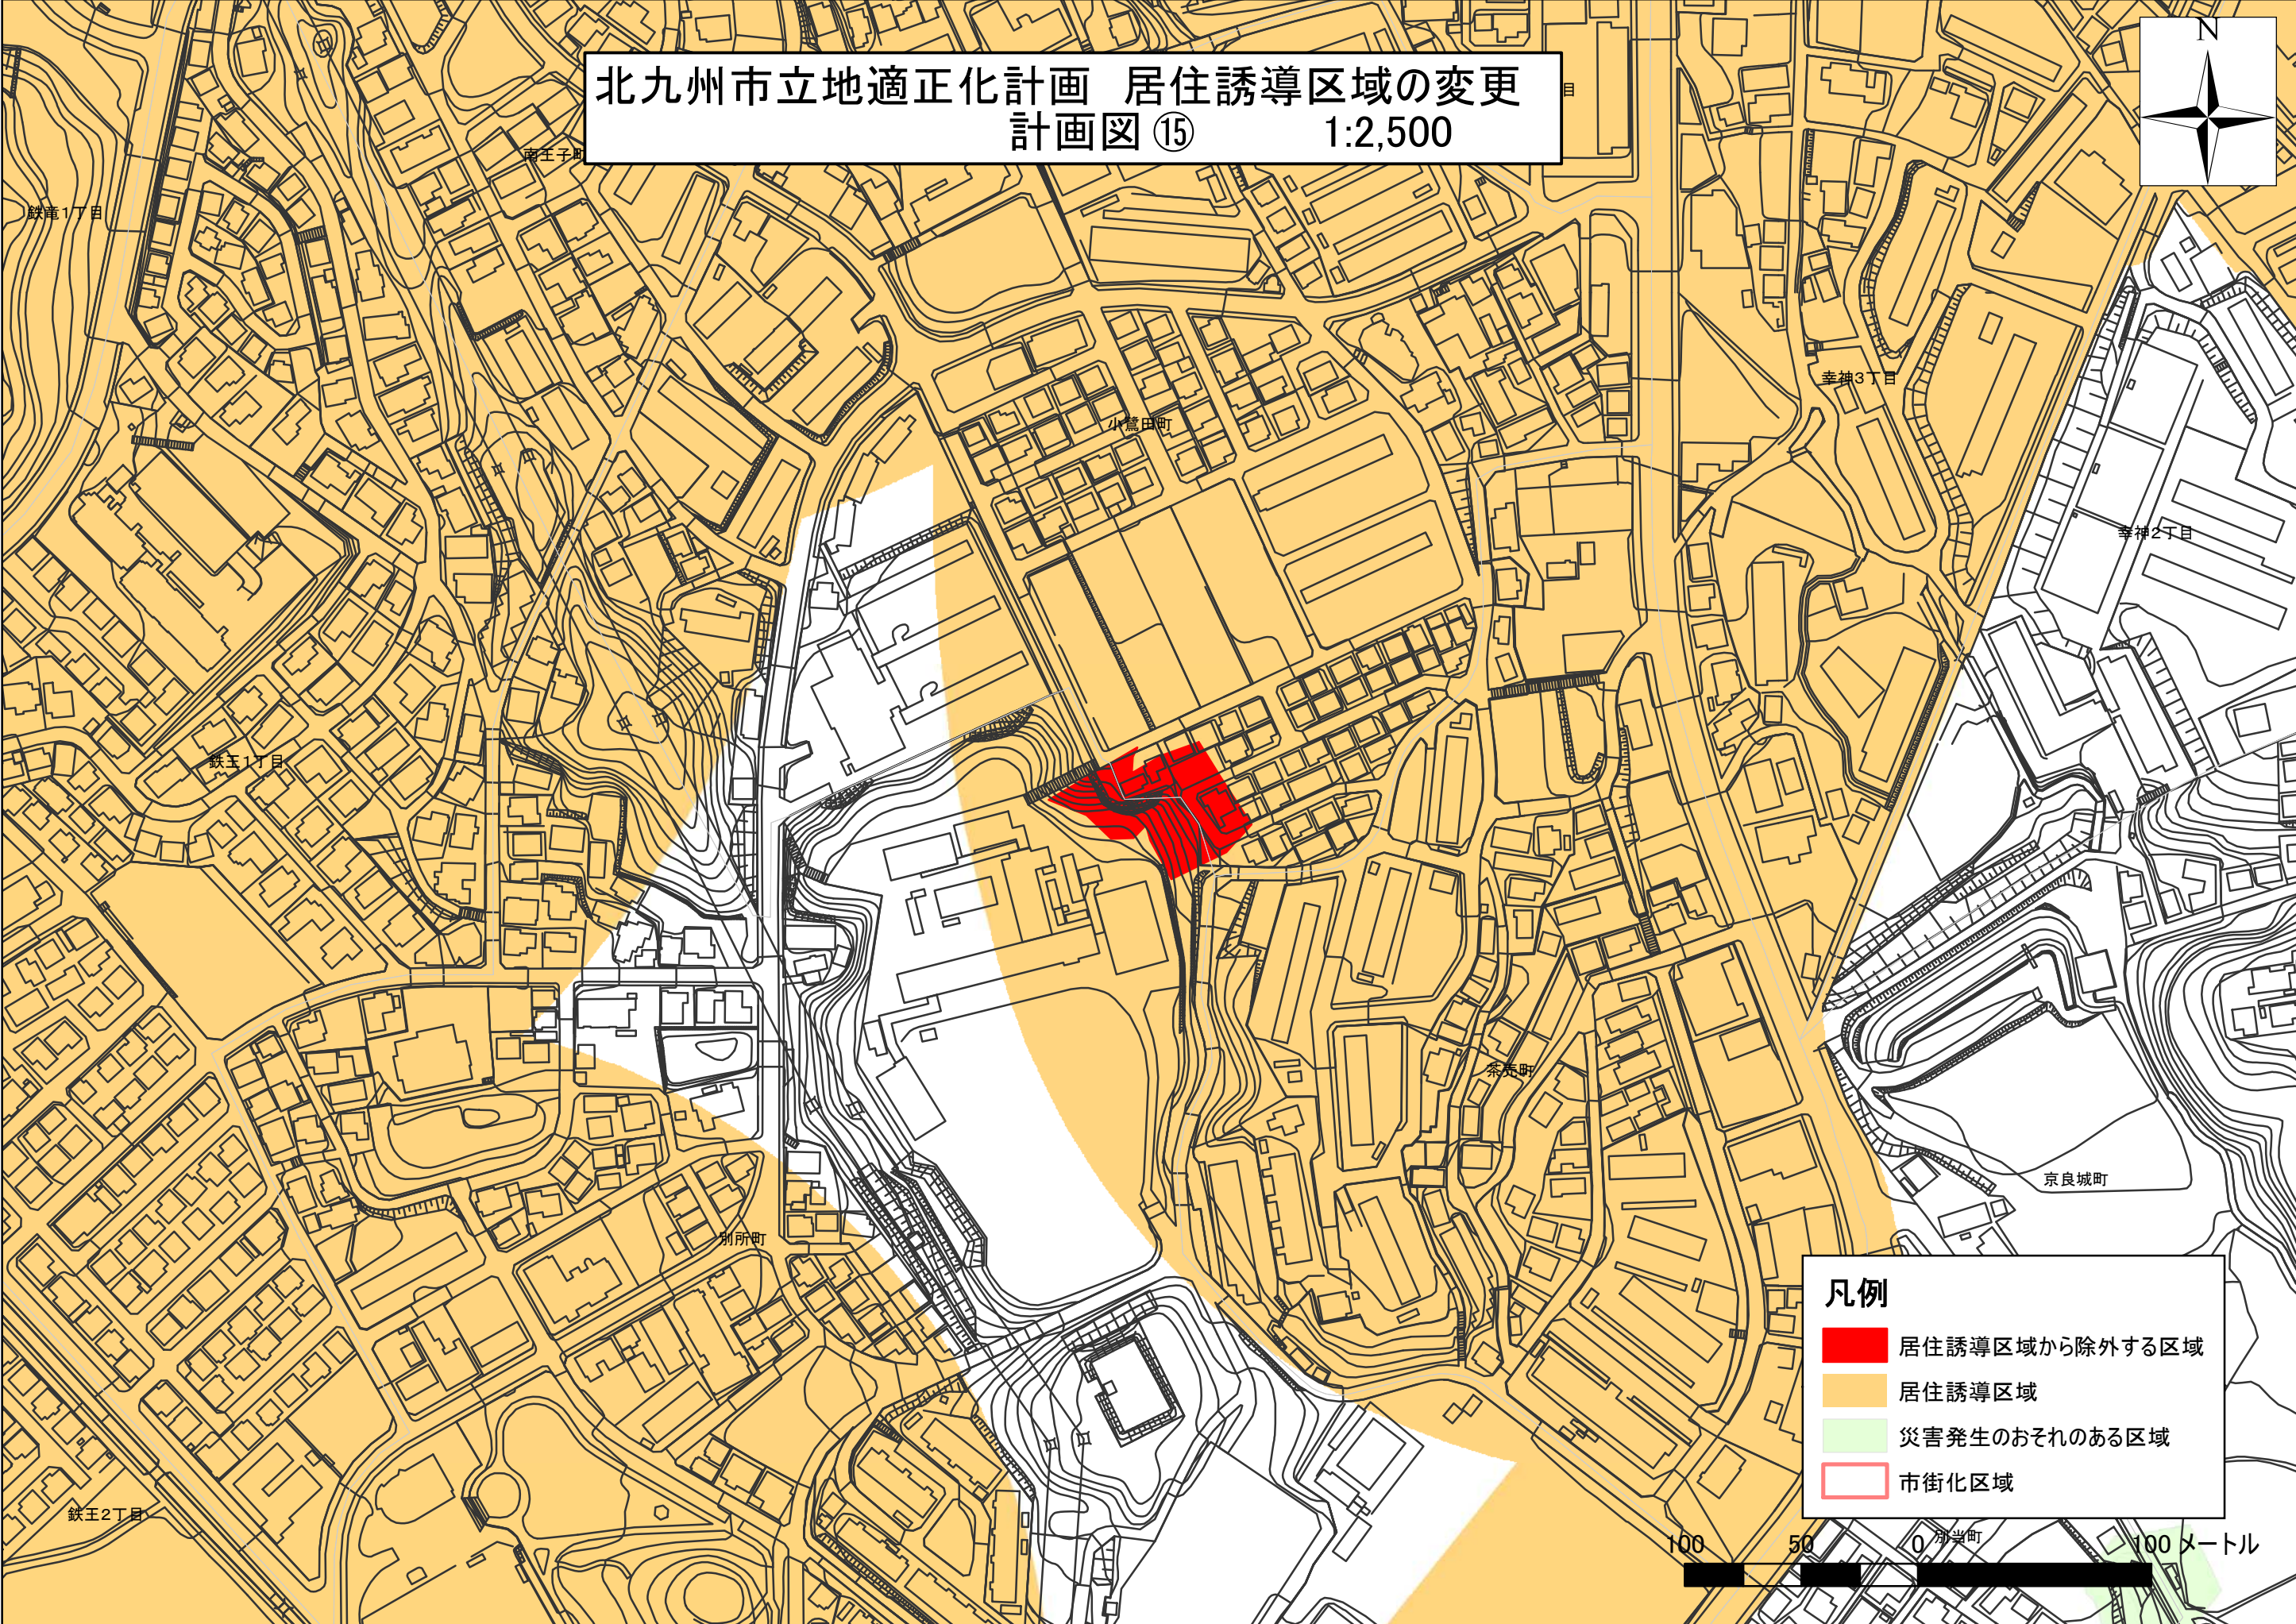 北九州市立地適正化計画 居住誘導区域の変更
計画図 ⑮ 1:2,500
N
目
南王子町
鉄竜1丁目
幸神3丁目
小鷺田町
幸神2丁目
鉄王1丁目
茶売町
京良城町
別所町
鉄王2丁目
凡例
居住誘導区域から除外する区域
居住誘導区域
災害発生のおそれのある区域
市街化区域
別当町
100 50 0 100 メートル